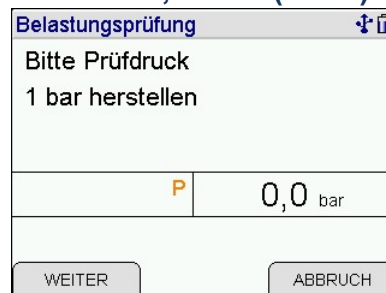 Belastungsprüfung
Bitte Prüfdruck
1 bar herstellen
P 0,0 bar
WEITER ABBRUCH